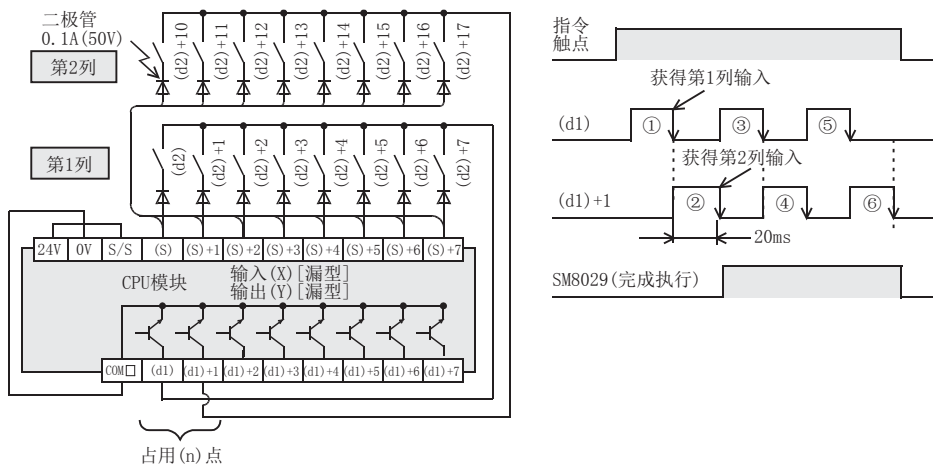 二极管
0.1A(50V)
第2列
(d2)+10
(d2)+11
(d2)+12
(d2)+13
(d2)+14
(d2)+15
(d2)+16
(d2)+17
第1列
(d2)
(d2)+1
(d2)+2
(d2)+3
(d2)+4
(d2)+5
(d2)+6
(d2)+7
24V 0V S/S (S) (S)+1 (S)+2 (S)+3 (S)+4 (S)+5 (S)+6 (S)+7
CPU模块
输入(X)[漏型]
输出(Y)[漏型]
COM□ (d1) (d1)+1 (d1)+2 (d1)+3 (d1)+4 (d1)+5 (d1)+6 (d1)+7
占用(n)点
指令
触点
获得第1列输入
(d1)
① ③ ⑤
获得第2列输入
(d1)+1
② ④ ⑥
20ms
SM8029(完成执行)